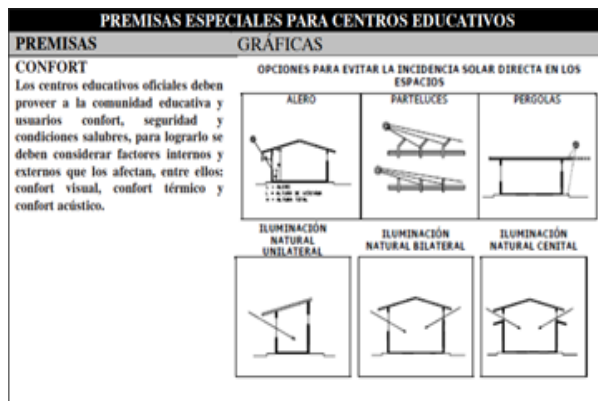 PREMISAS ESPECIALES PARA CENTROS EDUCATIVOS
PREMISAS
GRÁFICAS
CONFORT
Los centros educativos oficiales deben
proveer a la comunidad educativa y
usuarios confort, seguridad y
condiciones salubres, para lograrlo se
deben considerar factores internos y
externos que los afectan, entre ellos:
confort visual, confort térmico y
confort acústico.
OPCIONES PARA EVITAR LA INCIDENCIA SOLAR DIRECTA EN LOS
ESPACIOS
ALERO
PARTELUCES
PERGOLAS
ILUMINACIÓN
NATURAL
UNILATERAL
ILUMINACIÓN
NATURAL BILATERAL
ILUMINACIÓN
NATURAL CENITAL